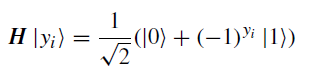 H |yᵢ⟩ = 1/√2 (|0⟩ + (−1)^{yᵢ} |1⟩)